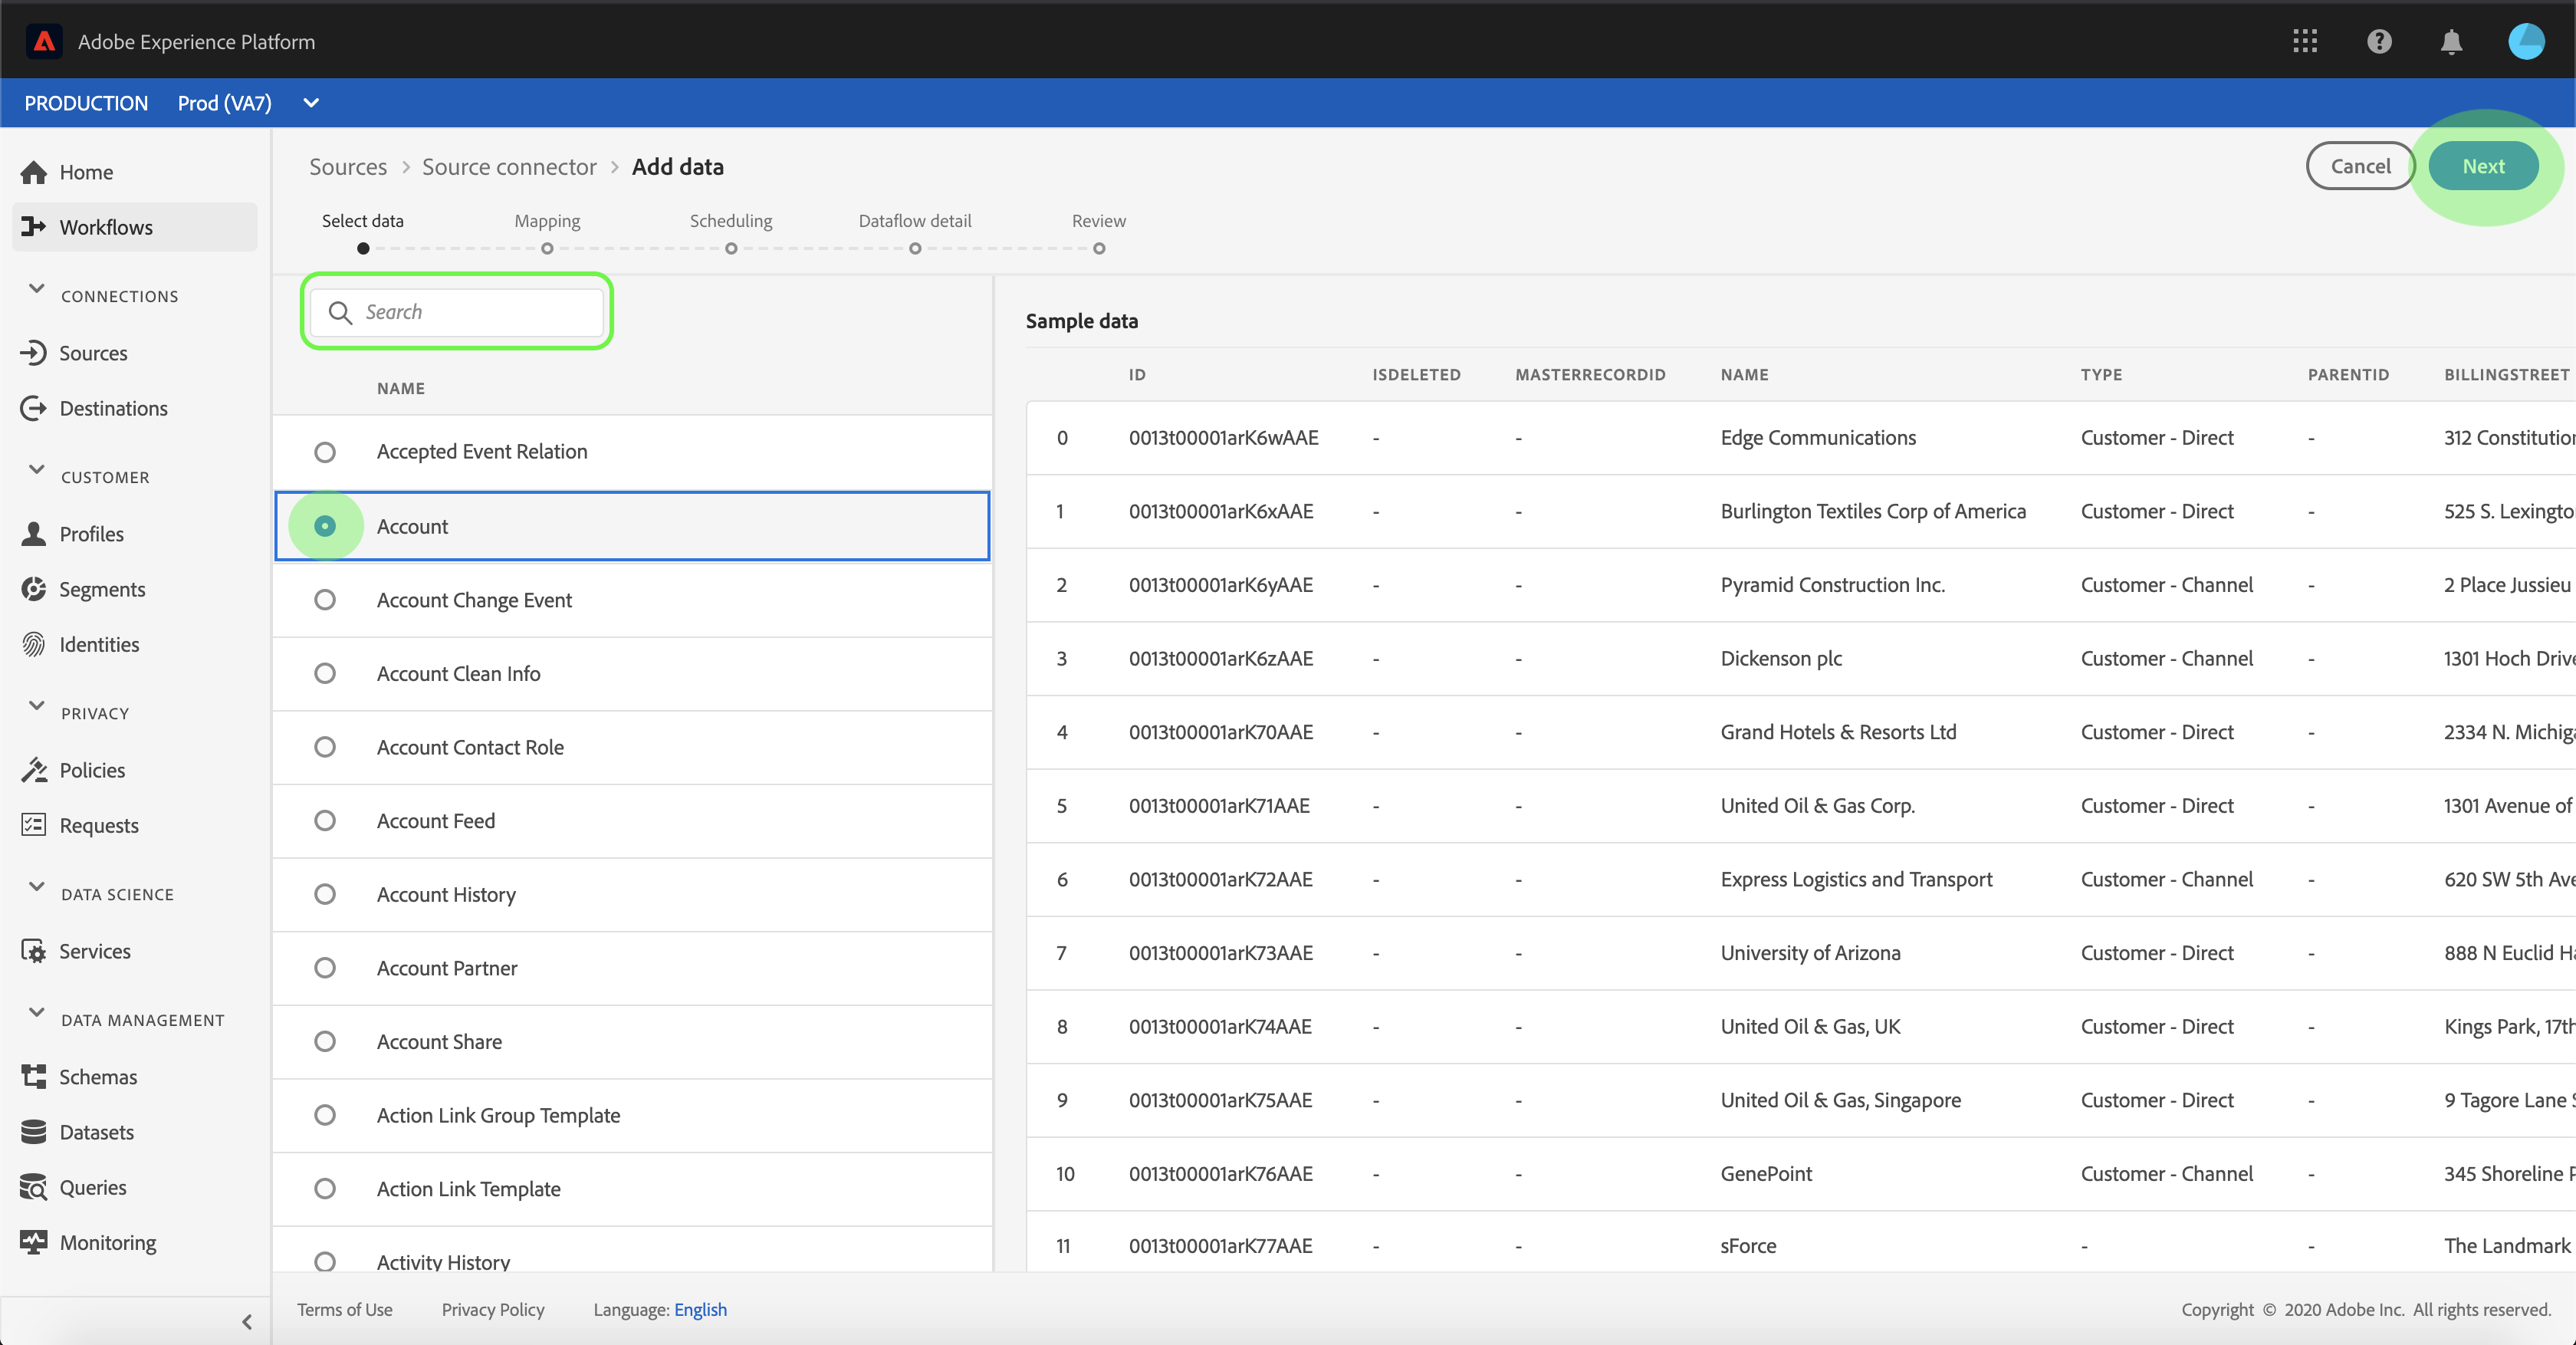 Adobe Experience Platform
PRODUCTION Prod (VA7)
Home
Workflows
CONNECTIONS
Sources
Destinations
CUSTOMER
Profiles
Segments
Identities
PRIVACY
Policies
Requests
DATA SCIENCE
Services
DATA MANAGEMENT
Schemas
Datasets
Queries
Monitoring
Sources > Source connector > Add data
Cancel
Next
Select data Mapping Scheduling Dataflow detail Review
Search
NAME
Accepted Event Relation
Account
Account Change Event
Account Clean Info
Account Contact Role
Account Feed
Account History
Account Partner
Account Share
Action Link Group Template
Action Link Template
Activity History
Sample data
ID ISDELETED MASTERRECORDID NAME TYPE PARENTID BILLINGSTREET
0 0013t00001arK6wAAE - - Edge Communications Customer - Direct - 312 Constitution
1 0013t00001arK6xAAE - - Burlington Textiles Corp of America Customer - Direct - 525 S. Lexingto
2 0013t00001arK6yAAE - - Pyramid Construction Inc. Customer - Channel - 2 Place Jussieu
3 0013t00001arK6zAAE - - Dickenson plc Customer - Channel - 1301 Hoch Drive
4 0013t00001arK70AAE - - Grand Hotels & Resorts Ltd Customer - Direct - 2334 N. Michiga
5 0013t00001arK71AAE - - United Oil & Gas Corp. Customer - Direct - 1301 Avenue of
6 0013t00001arK72AAE - - Express Logistics and Transport Customer - Channel - 620 SW 5th Ave
7 0013t00001arK73AAE - - University of Arizona Customer - Direct - 888 N Euclid Ha
8 0013t00001arK74AAE - - United Oil & Gas, UK Customer - Direct - Kings Park, 17th
9 0013t00001arK75AAE - - United Oil & Gas, Singapore Customer - Direct - 9 Tagore Lane S
10 0013t00001arK76AAE - - GenePoint Customer - Channel - 345 Shoreline P
11 0013t00001arK77AAE - - sForce - - The Landmark
Terms of Use Privacy Policy Language: English
Copyright © 2020 Adobe Inc. All rights reserved.